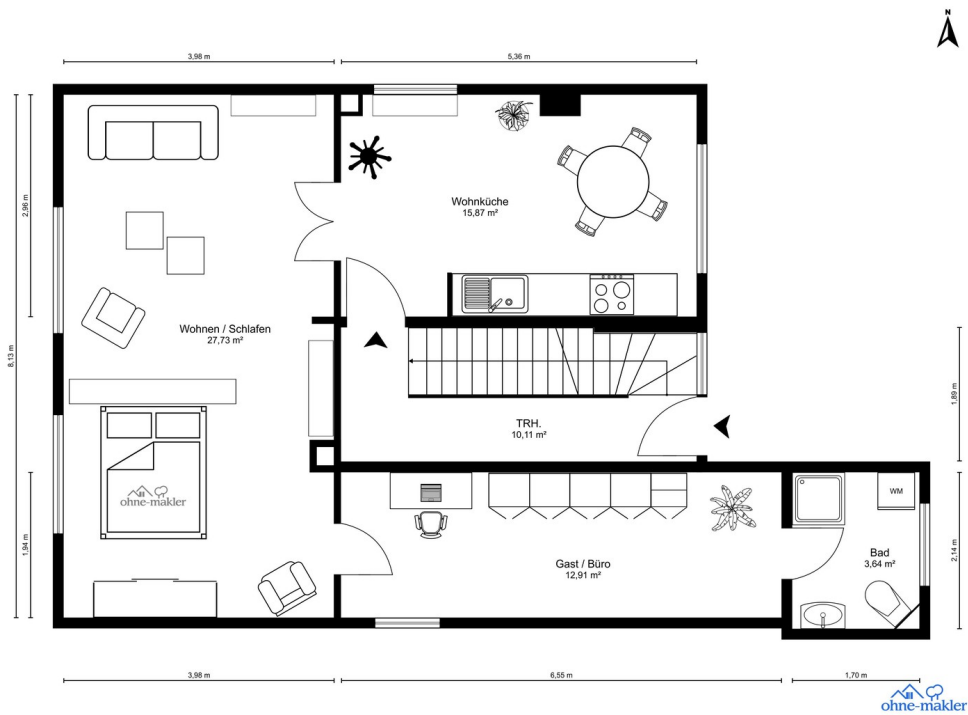 N
3,98 m
5,36 m
Wohnküche
15,87 m²
2,96 m
8,13 m
Wohnen / Schlafen
27,73 m²
TRH.
10,11 m²
1,89 m
ohne-makler
WM
Bad
3,64 m²
Gast / Büro
12,91 m²
1,94 m
2,14 m
3,98 m
6,55 m
1,70 m
ohne-makler